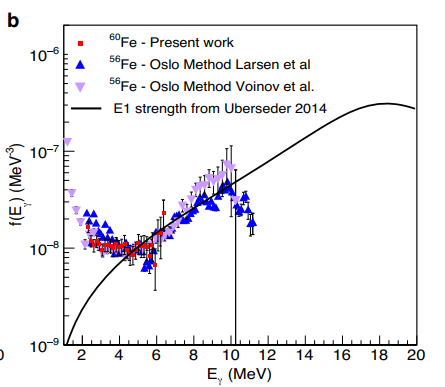 b
10⁻⁶
⁶⁰Fe - Present work
⁵⁶Fe - Oslo Method Larsen et al
⁵⁶Fe - Oslo Method Voinov et al.
E1 strength from Uberseder 2014
10⁻⁷
f(Eγ) (MeV⁻³)
10⁻⁸
10⁻⁹
0
2 4 6 8 10 12 14 16 18 20
Eγ (MeV)